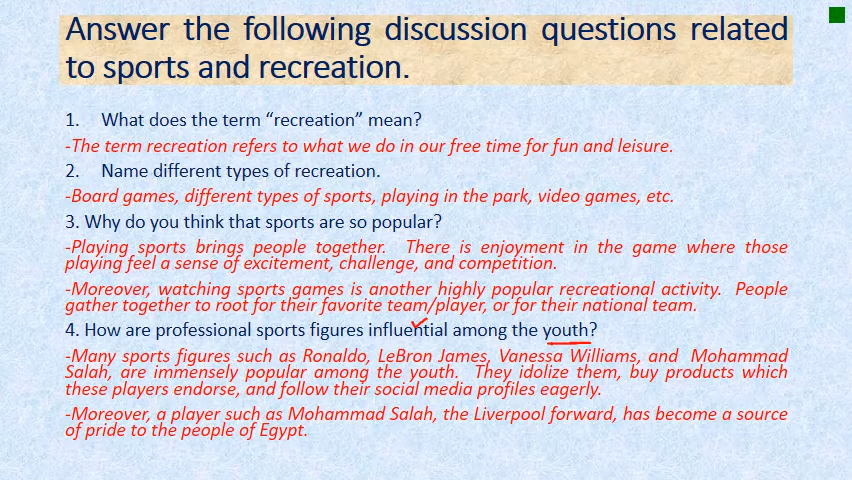 Answer the following discussion questions related
to sports and recreation.
1. What does the term “recreation” mean?
-The term recreation refers to what we do in our free time for fun and leisure.
2. Name different types of recreation.
-Board games, different types of sports, playing in the park, video games, etc.
3. Why do you think that sports are so popular?
-Playing sports brings people together. There is enjoyment in the game where those
playing feel a sense of excitement, challenge, and competition.
-Moreover, watching sports games is another highly popular recreational activity. People
gather together to root for their favorite team/player, or for their national team.
4. How are professional sports figures influential among the youth?
-Many sports figures such as Ronaldo, LeBron James, Vanessa Williams, and Mohammad
Salah, are immensely popular among the youth. They idolize them, buy products which
these players endorse, and follow their social media profiles eagerly.
-Moreover, a player such as Mohammad Salah, the Liverpool forward, has become a source
of pride to the people of Egypt.